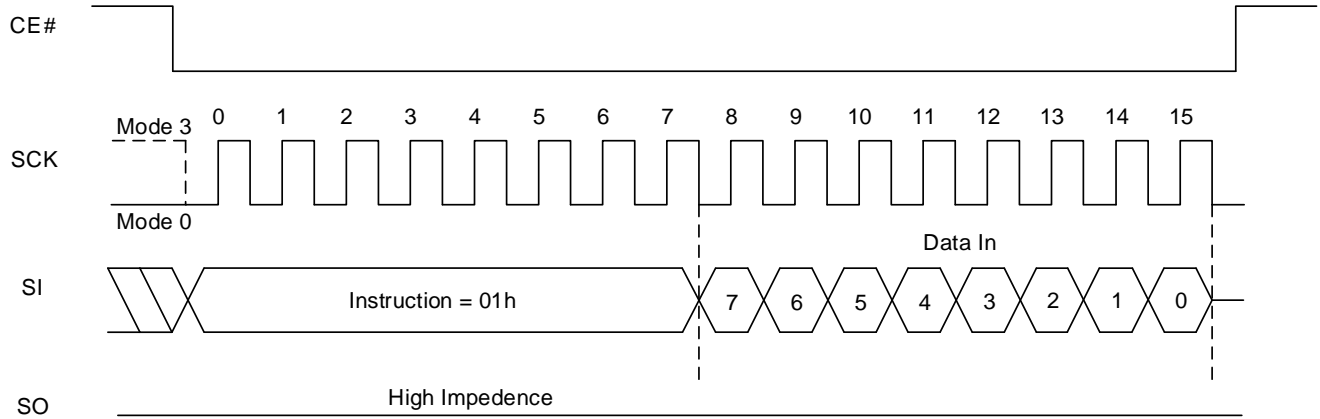 CE#
Mode 3
0 1 2 3 4 5 6 7 8 9 10 11 12 13 14 15
SCK
Mode 0
Data In
SI
Instruction = 01h
7 6 5 4 3 2 1 0
High Impedence
SO